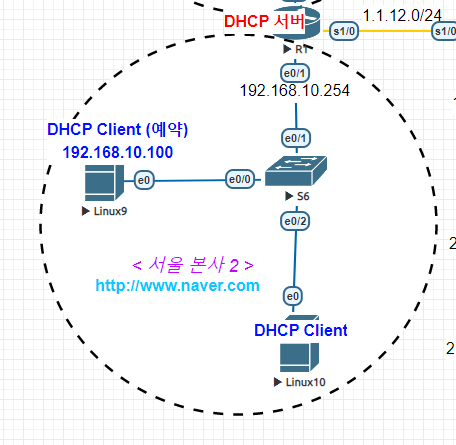 DHCP 서버
1.1.12.0/24
s1/0
s1/0
R1
e0/1
192.168.10.254
DHCP Client (예약)
192.168.10.100
e0/1
e0
e0/0
S6
Linux9
e0/2
< 서울 본사 2 >
http://www.naver.com
e0
DHCP Client
Linux10
2
2